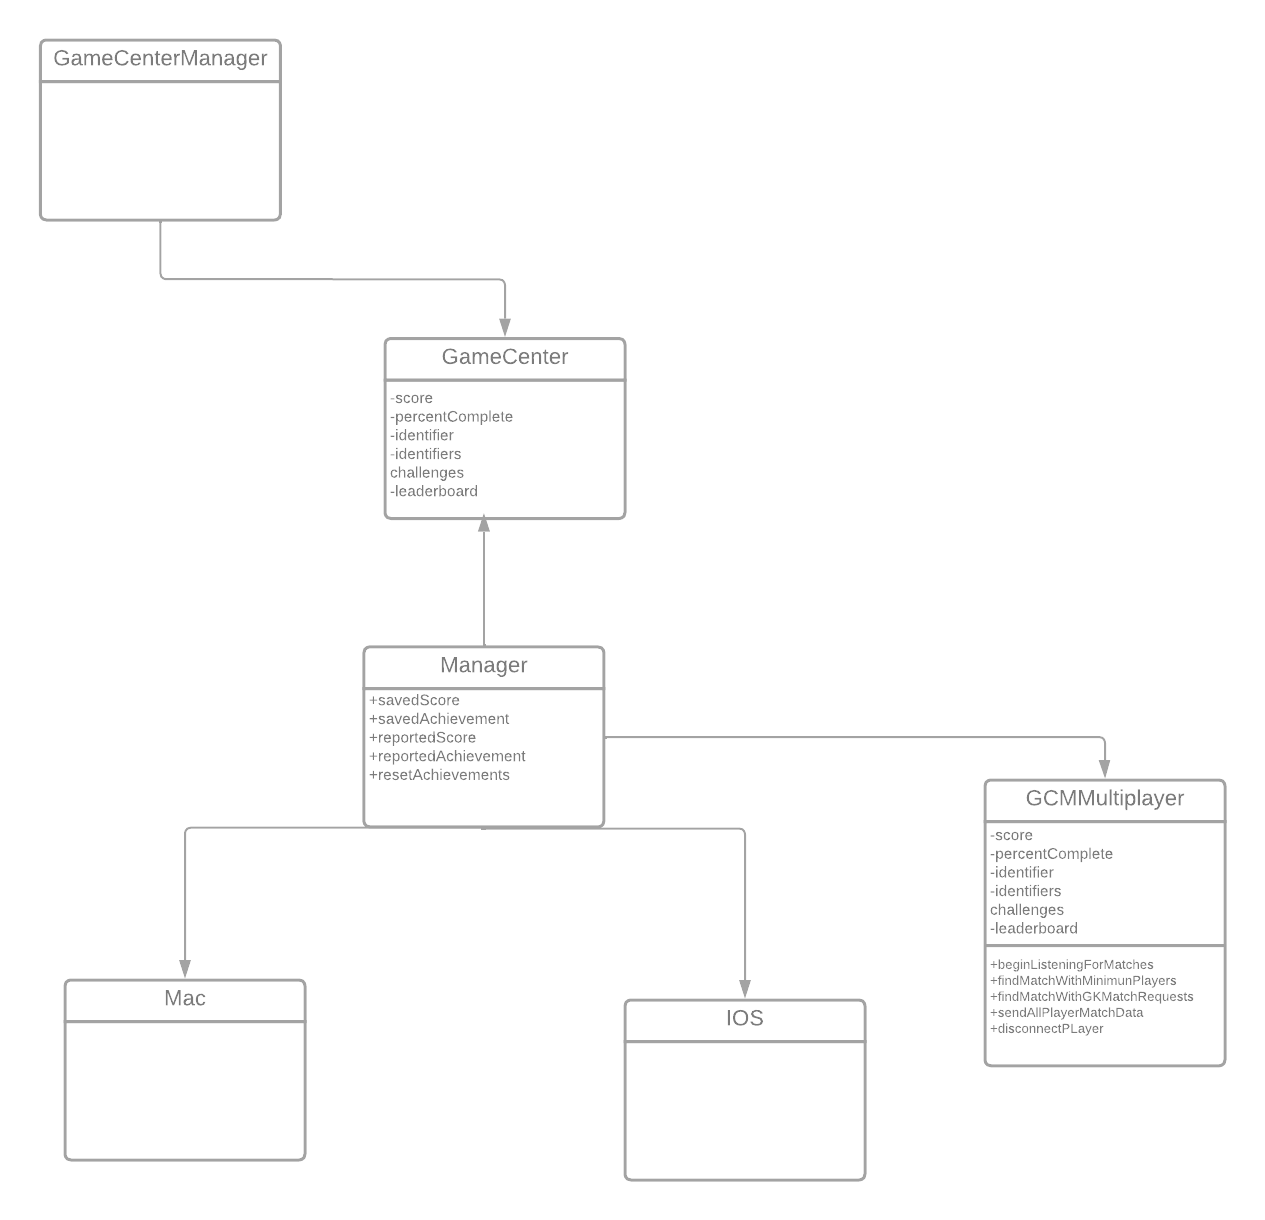 GameCenterManager
GameCenter
-score
-percentComplete
-identifier
-identifiers
challenges
-leaderboard
Manager
+savedScore
+savedAchievement
+reportedScore
+reportedAchievement
+resetAchievements
GCMMultiplayer
-score
-percentComplete
-identifier
-identifiers
challenges
-leaderboard
+beginListeningForMatches
+findMatchWithMinimunPlayers
+findMatchWithGKMatchRequests
+sendAllPlayerMatchData
+disconnectPLayer
Mac
IOS